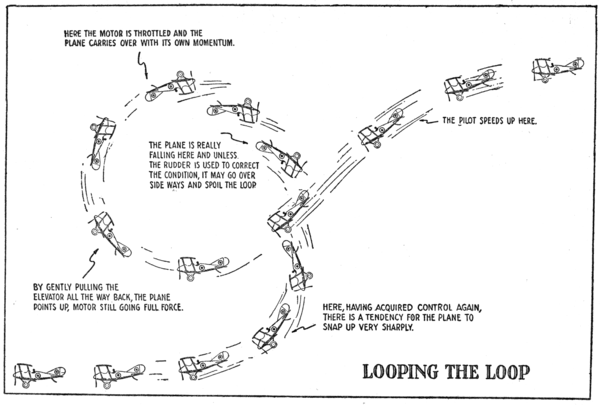 HERE THE MOTOR IS THROTTLED AND THE
PLANE CARRIES OVER WITH ITS OWN MOMENTUM.
THE PILOT SPEEDS UP HERE.
THE PLANE IS REALLY
FALLING HERE AND UNLESS.
THE RUDDER IS USED TO CORRECT
THE CONDITION, IT MAY GO OVER
SIDE WAYS AND SPOIL THE LOOP
BY GENTLY PULLING THE
ELEVATOR ALL THE WAY BACK, THE PLANE
POINTS UP, MOTOR STILL GOING FULL FORCE.
HERE, HAVING ACQUIRED CONTROL AGAIN,
THERE IS A TENDENCY FOR THE PLANE TO
SNAP UP VERY SHARPLY.
LOOPING THE LOOP